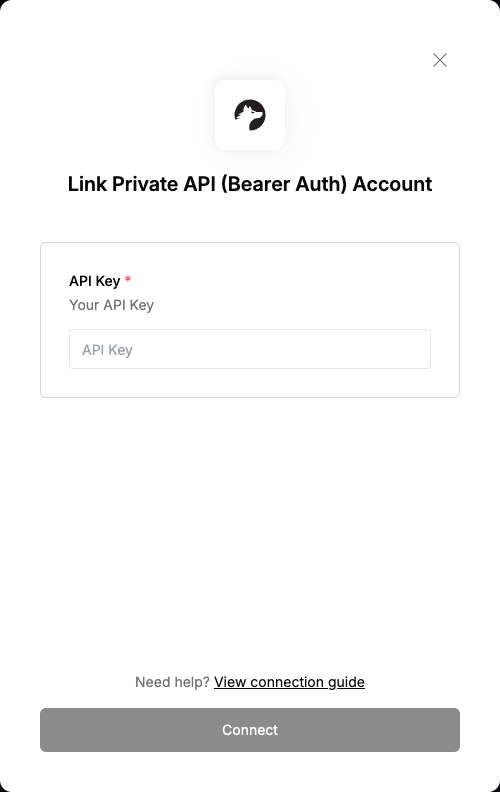 Link Private API (Bearer Auth) Account
API Key *
Your API Key
API Key
Need help? View connection guide
Connect